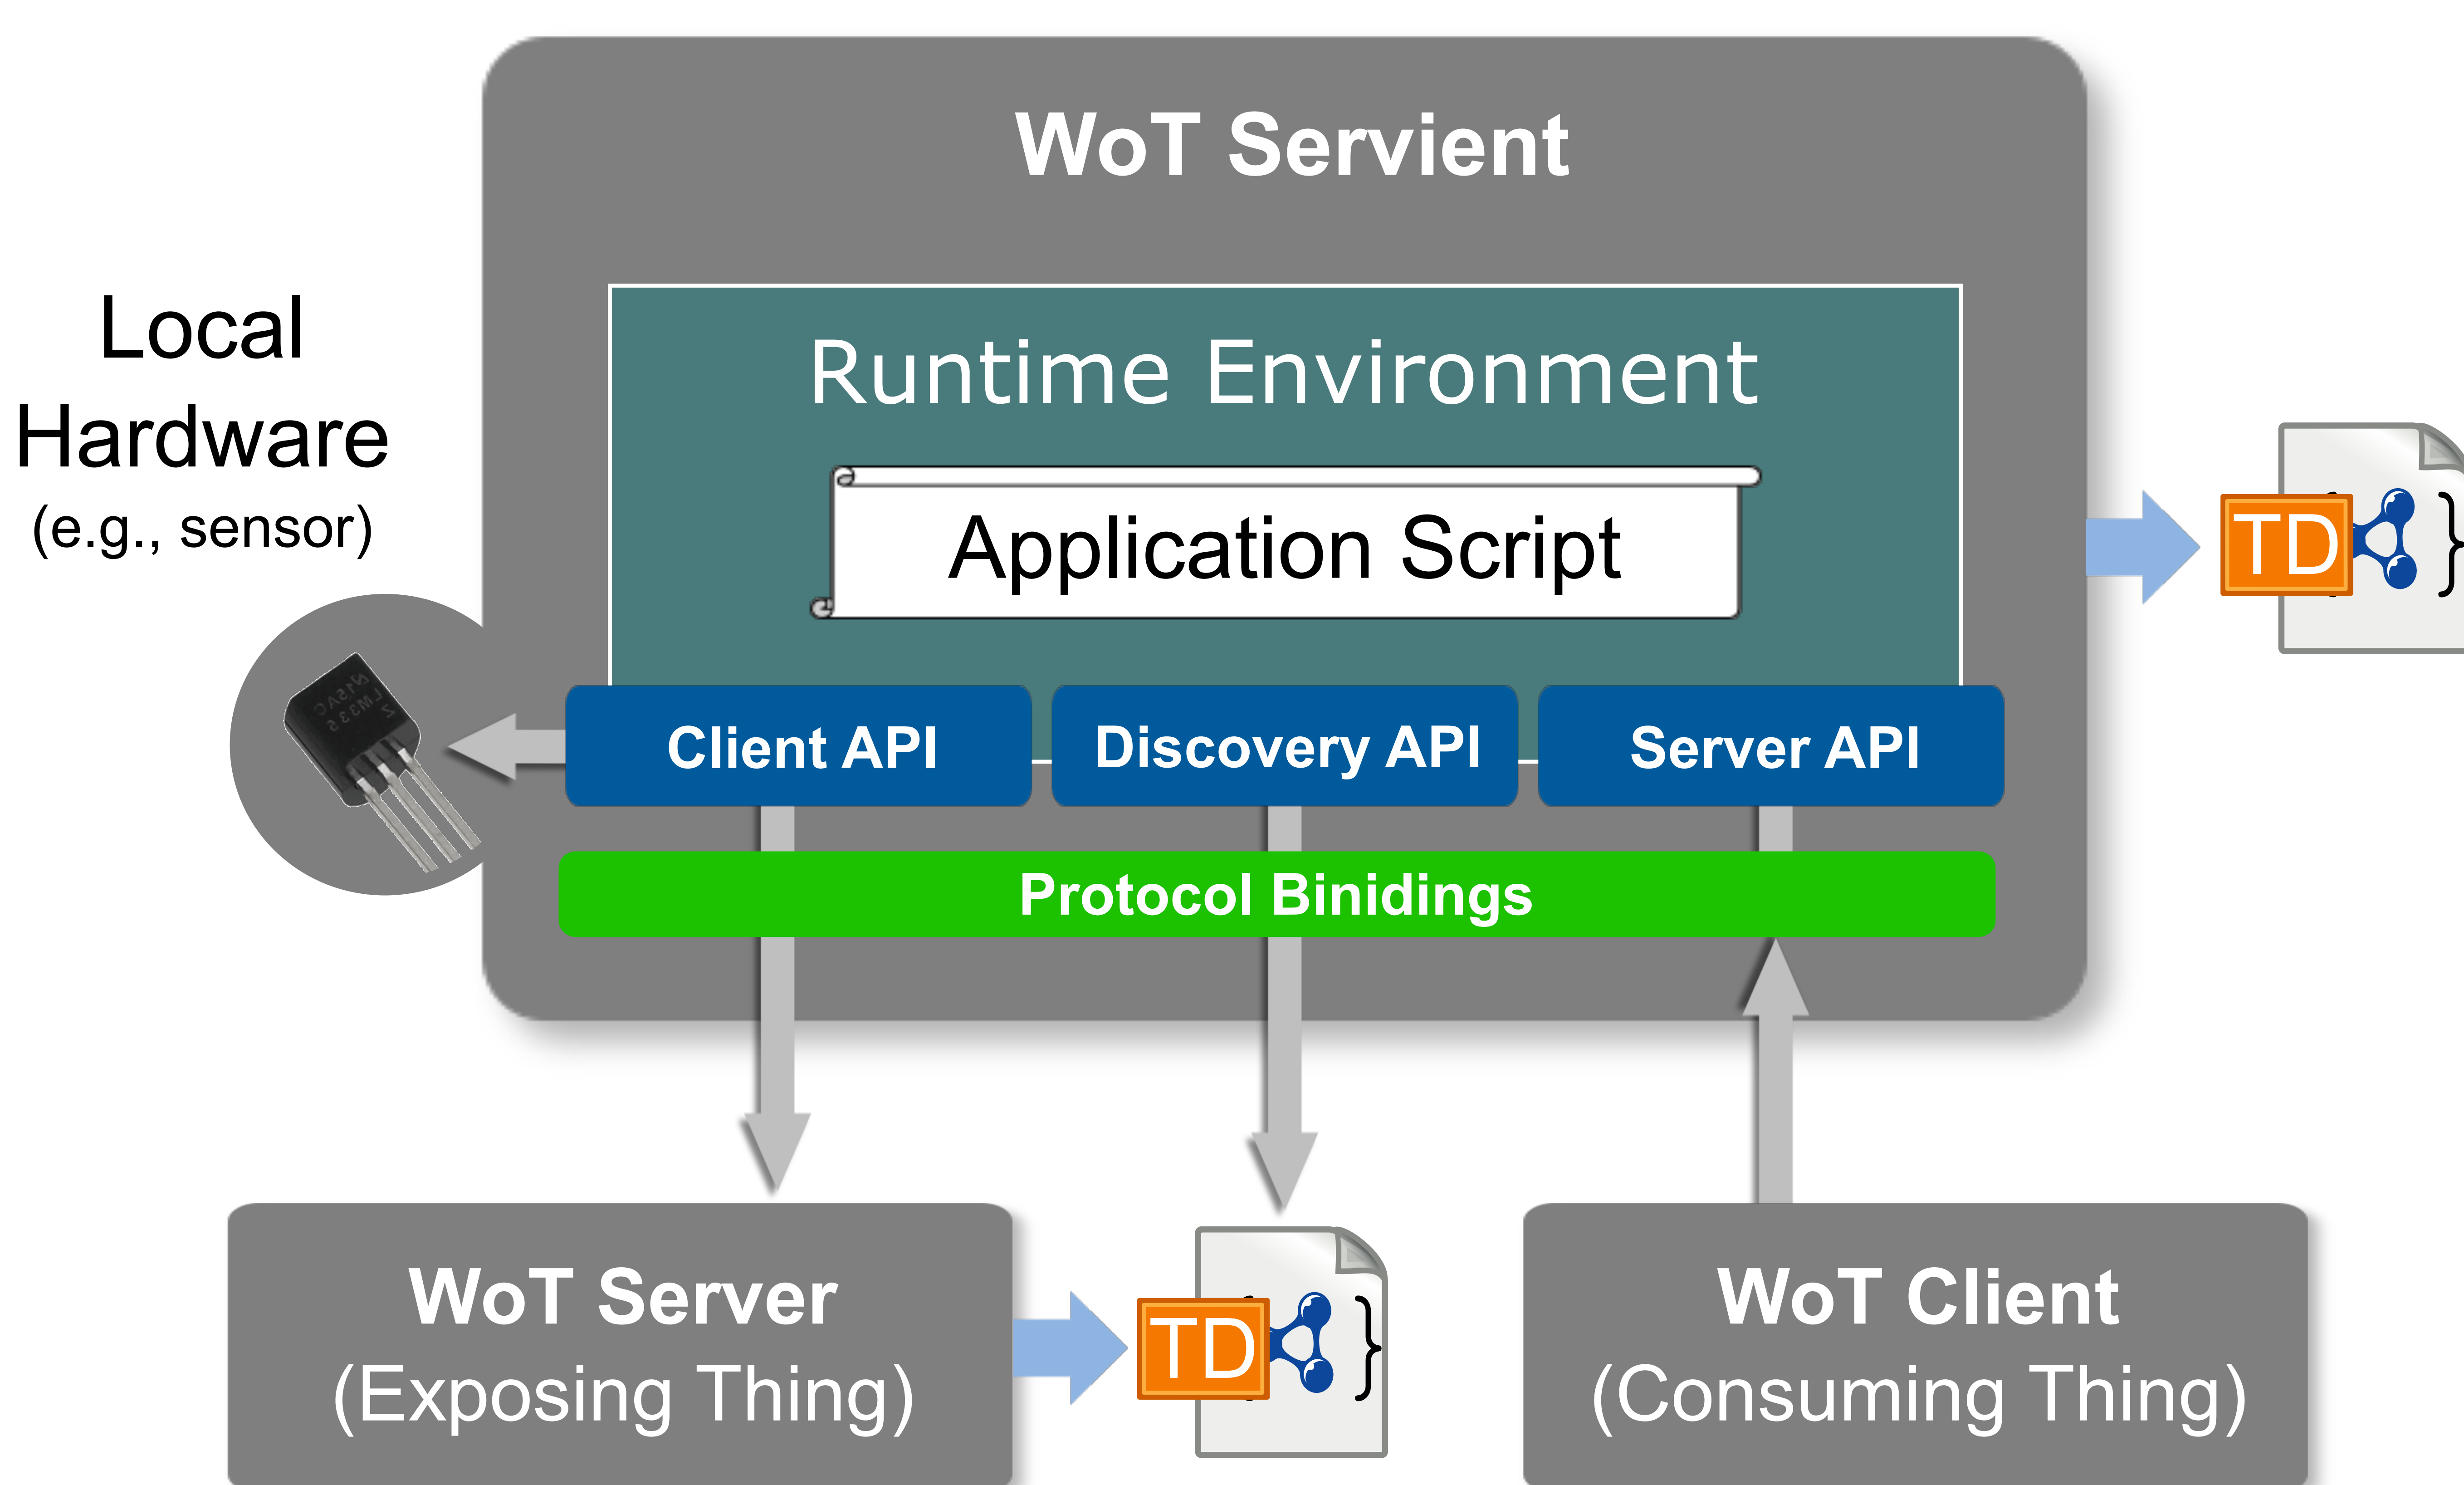 WoT Servient
Local
Hardware
(e.g., sensor)
Runtime Environment
Application Script
TD
}
Client API
Discovery API
Server API
Protocol Binidings
WoT Server
(Exposing Thing)
TD
}
WoT Client
(Consuming Thing)